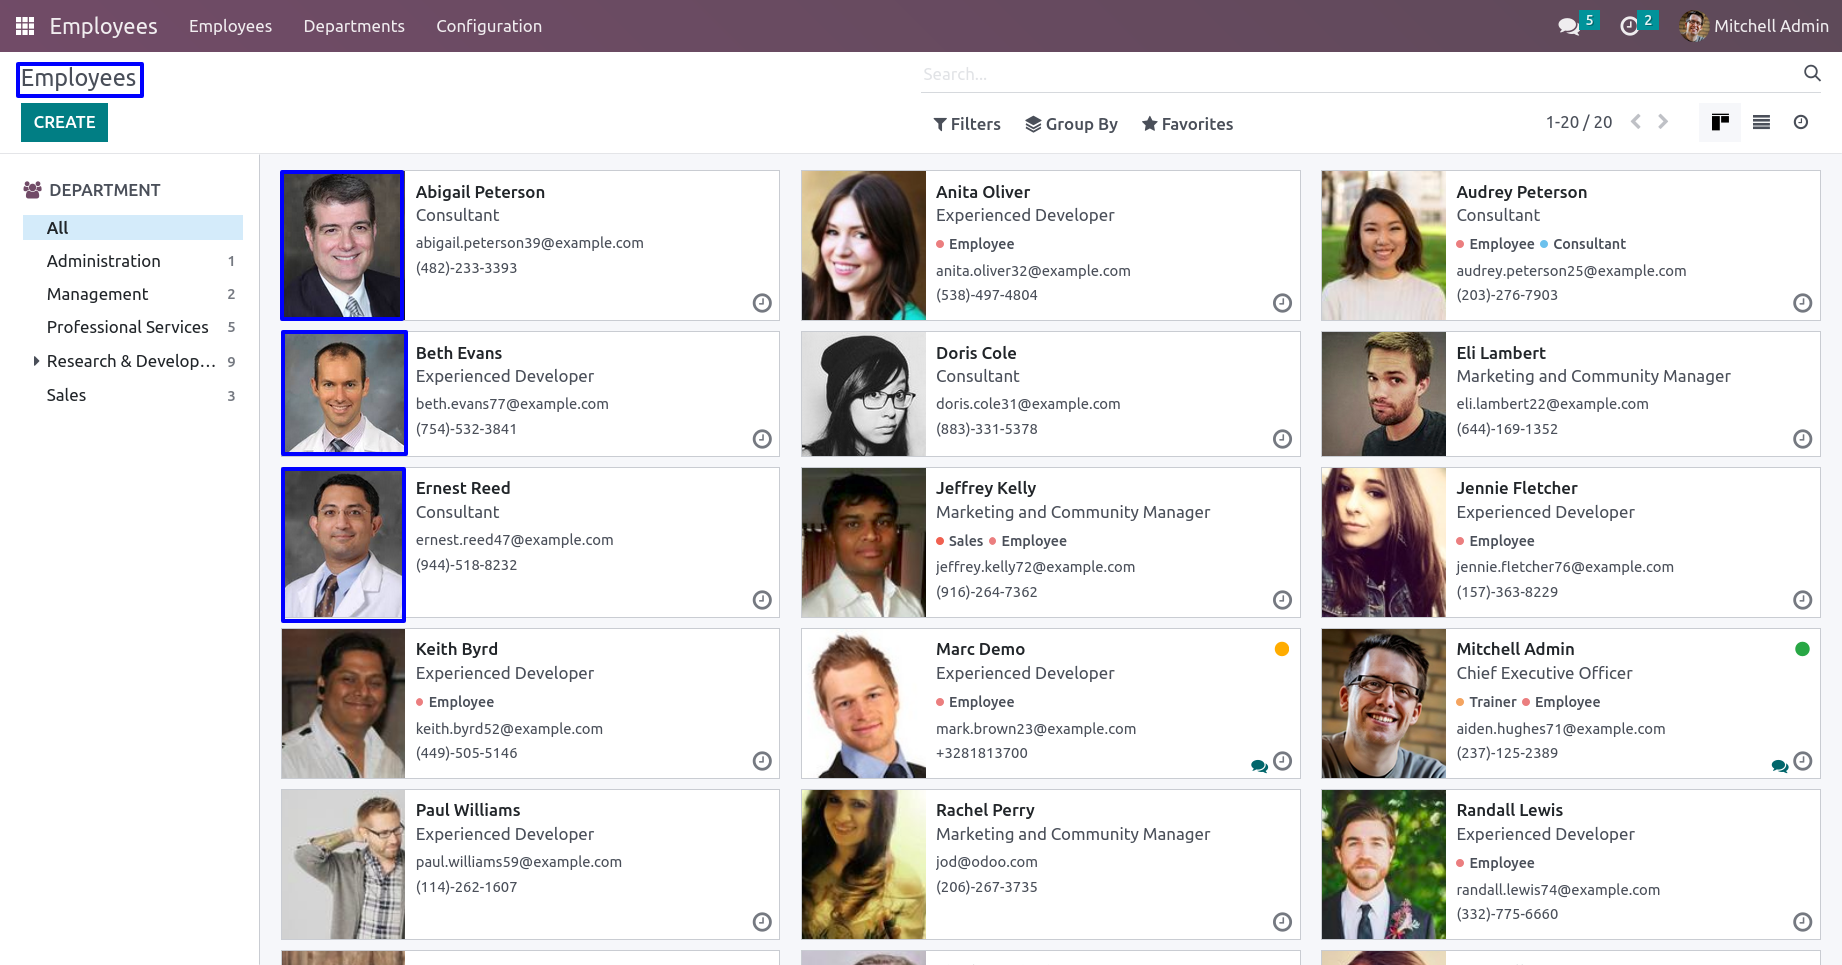 Employees Employees Departments Configuration 5 2 Mitchell Admin
Employees
Search...
CREATE
Filters Group By Favorites 1-20 / 20
DEPARTMENT
All
Administration 1
Management 2
Professional Services 5
Research & Develop... 9
Sales 3
Abigail Peterson
Consultant
abigail.peterson39@example.com
(482)-233-3393
Anita Oliver
Experienced Developer
Employee
anita.oliver32@example.com
(538)-497-4804
Audrey Peterson
Consultant
Employee Consultant
audrey.peterson25@example.com
(203)-276-7903
Beth Evans
Experienced Developer
beth.evans77@example.com
(754)-532-3841
Doris Cole
Consultant
doris.cole31@example.com
(883)-331-5378
Eli Lambert
Marketing and Community Manager
eli.lambert22@example.com
(644)-169-1352
Ernest Reed
Consultant
ernest.reed47@example.com
(944)-518-8232
Jeffrey Kelly
Marketing and Community Manager
Sales Employee
jeffrey.kelly72@example.com
(916)-264-7362
Jennie Fletcher
Experienced Developer
Employee
jennie.fletcher76@example.com
(157)-363-8229
Keith Byrd
Experienced Developer
Employee
keith.byrd52@example.com
(449)-505-5146
Marc Demo
Experienced Developer
Employee
mark.brown23@example.com
+3281813700
Mitchell Admin
Chief Executive Officer
Trainer Employee
aiden.hughes71@example.com
(237)-125-2389
Paul Williams
Experienced Developer
paul.williams59@example.com
(114)-262-1607
Rachel Perry
Marketing and Community Manager
jod@odoo.com
(206)-267-3735
Randall Lewis
Experienced Developer
Employee
randall.lewis74@example.com
(332)-775-6660